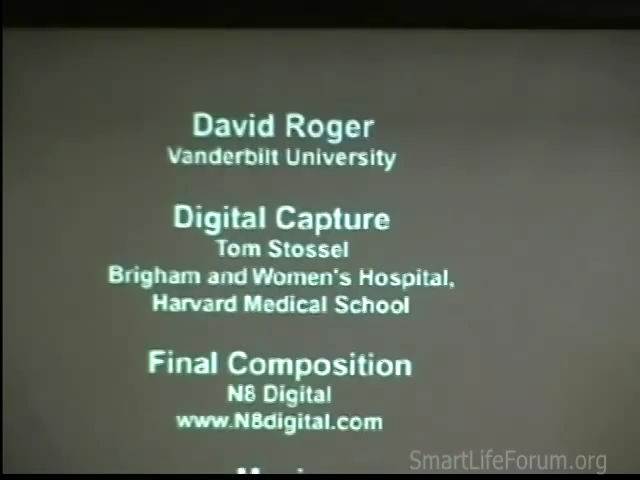 David Roger
Vanderbilt University
Digital Capture
Tom Stossel
Brigham and Women's Hospital,
Harvard Medical School
Final Composition
N8 Digital
www.N8digital.com
SmartLifeForum.org